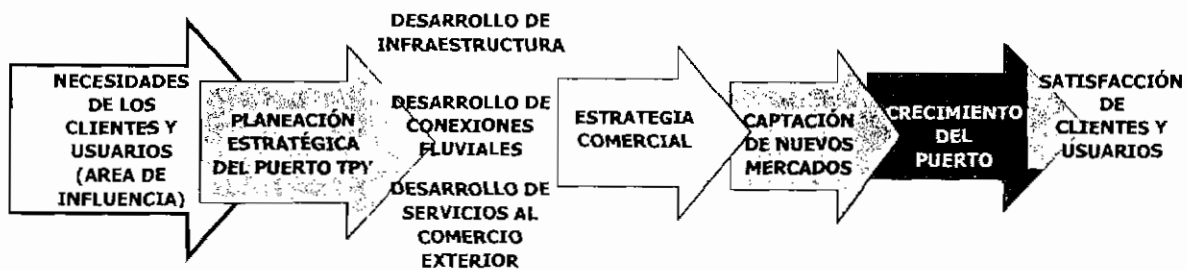 NECESIDADES
DE LOS
CLIENTES Y
USUARIOS
(AREA DE
INFLUENCIA)
PLANEACIÓN
ESTRATÉGICA
DEL PUERTO TPY
DESARROLLO DE
INFRAESTRUCTURA
DESARROLLO DE
CONEXIONES
FLUVIALES
DESARROLLO DE
SERVICIOS AL
COMERCIO
EXTERIOR
ESTRATEGIA
COMERCIAL
CAPTACIÓN
DE NUEVOS
MERCADOS
CRECIMIENTO
DEL
PUERTO
SATISFACCIÓN
DE
CLIENTES Y
USUARIOS